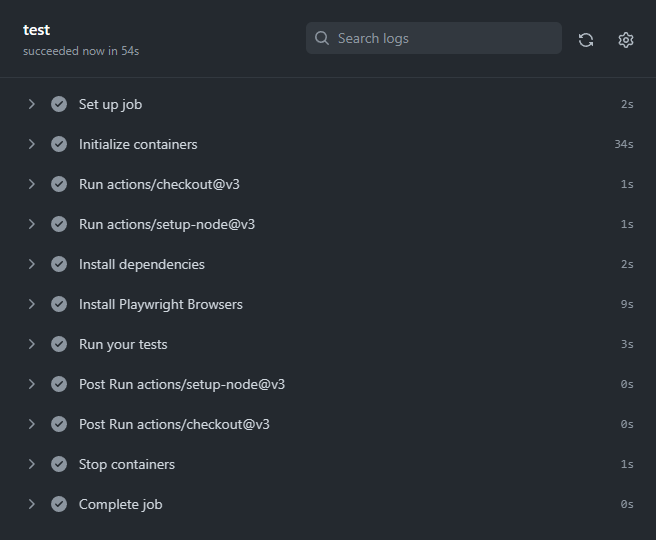 test
succeeded now in 54s
Search logs
Set up job 2s
Initialize containers 34s
Run actions/checkout@v3 1s
Run actions/setup-node@v3 1s
Install dependencies 2s
Install Playwright Browsers 9s
Run your tests 3s
Post Run actions/setup-node@v3 0s
Post Run actions/checkout@v3 0s
Stop containers 1s
Complete job 0s